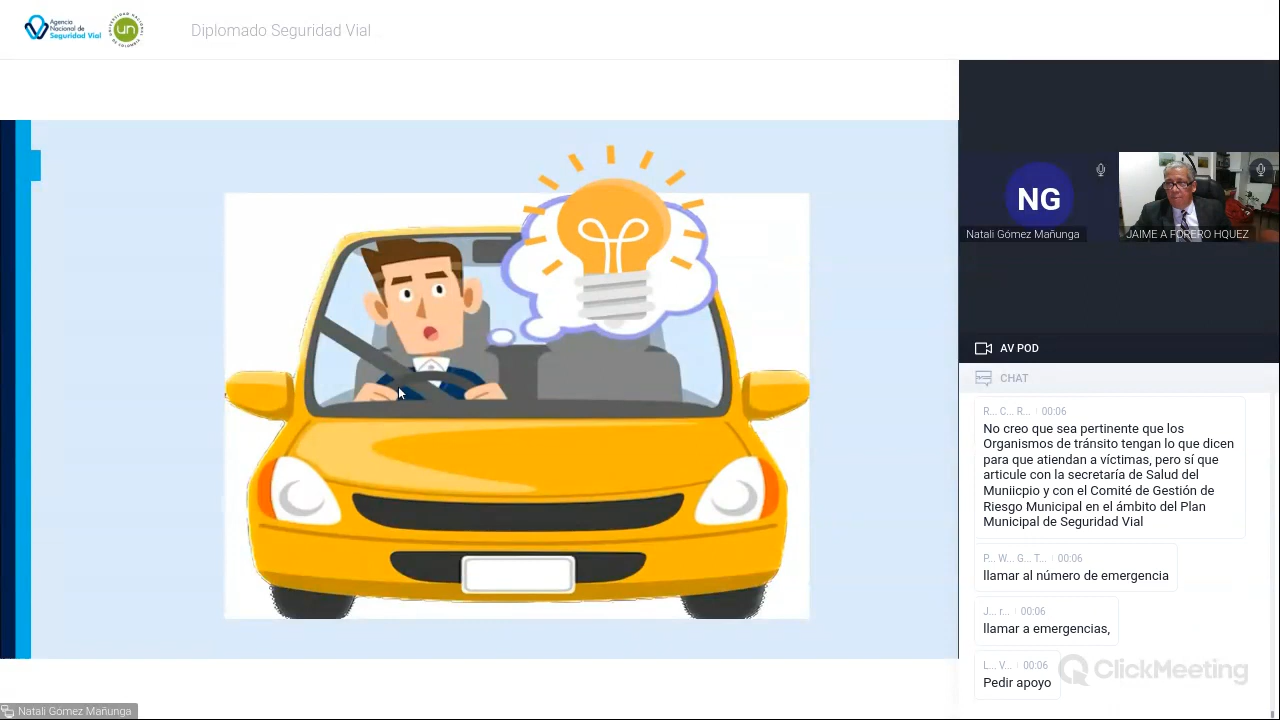 Agencia
Nacional de
Seguridad Vial
un
Diplomado Seguridad Vial
NG
Natali Gómez Mañunga
JAIME A FORERO HQUEZ
AV POD
CHAT
R... C... R... 00:06
No creo que sea pertinente que los
Organismos de tránsito tengan lo que dicen
para que atiendan a víctimas, pero sí que
articule con la secretaría de Salud del
Muniicpio y con el Comité de Gestión de
Riesgo Municipal en el ámbito del Plan
Municipal de Seguridad Vial
P... W... G... T... 00:06
llamar al número de emergencia
J... r... 00:06
llamar a emergencias,
L... V... 00:06
Pedir apoyo
ClickMeeting
Natali Gómez Mañunga